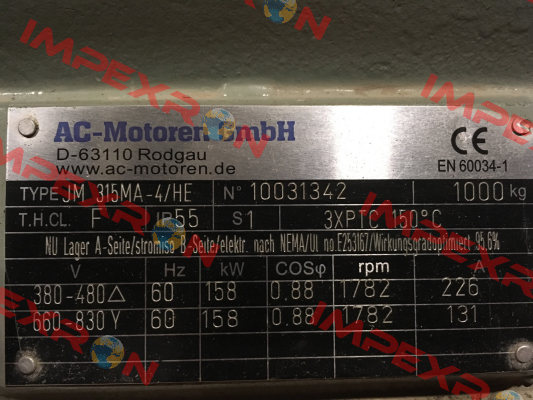 IMPEXRON
AC-Motoren GmbH
D-63110 Rodgau
www.ac-motoren.de
CE
EN 60034-1
TYPE JM 315MA-4/HE N° 10031342 1000 kg
T.H.CL. F IP55 S1 3XPTC 150°C
NU Lager A-Seite/stromiso B-Seite/elektr. nach NEMA/UL no.E253167/Wirkungsgradoptimiert 95,6%
V Hz kW COSφ rpm A
380-480△ 60 158 0.88 1782 226
660-830Y 60 158 0.88 1782 131